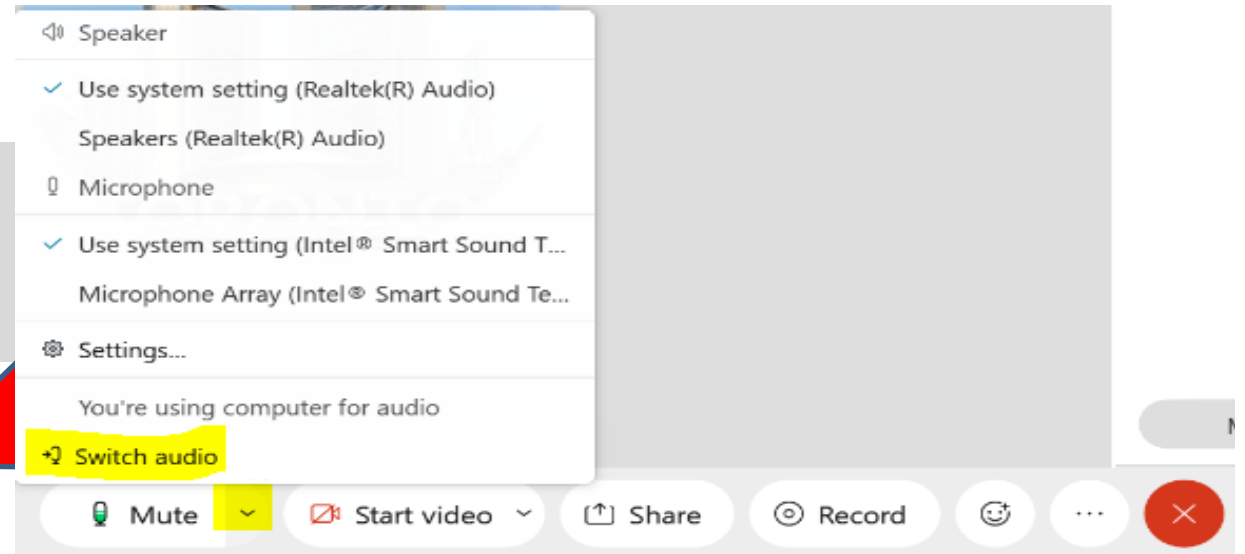 Speaker
Use system setting (Realtek(R) Audio)
Speakers (Realtek(R) Audio)
Microphone
TORONTO
Use system setting (Intel® Smart Sound T...
Microphone Array (Intel® Smart Sound Te...
Settings...
You're using computer for audio
Switch audio
Mute Start video Share Record